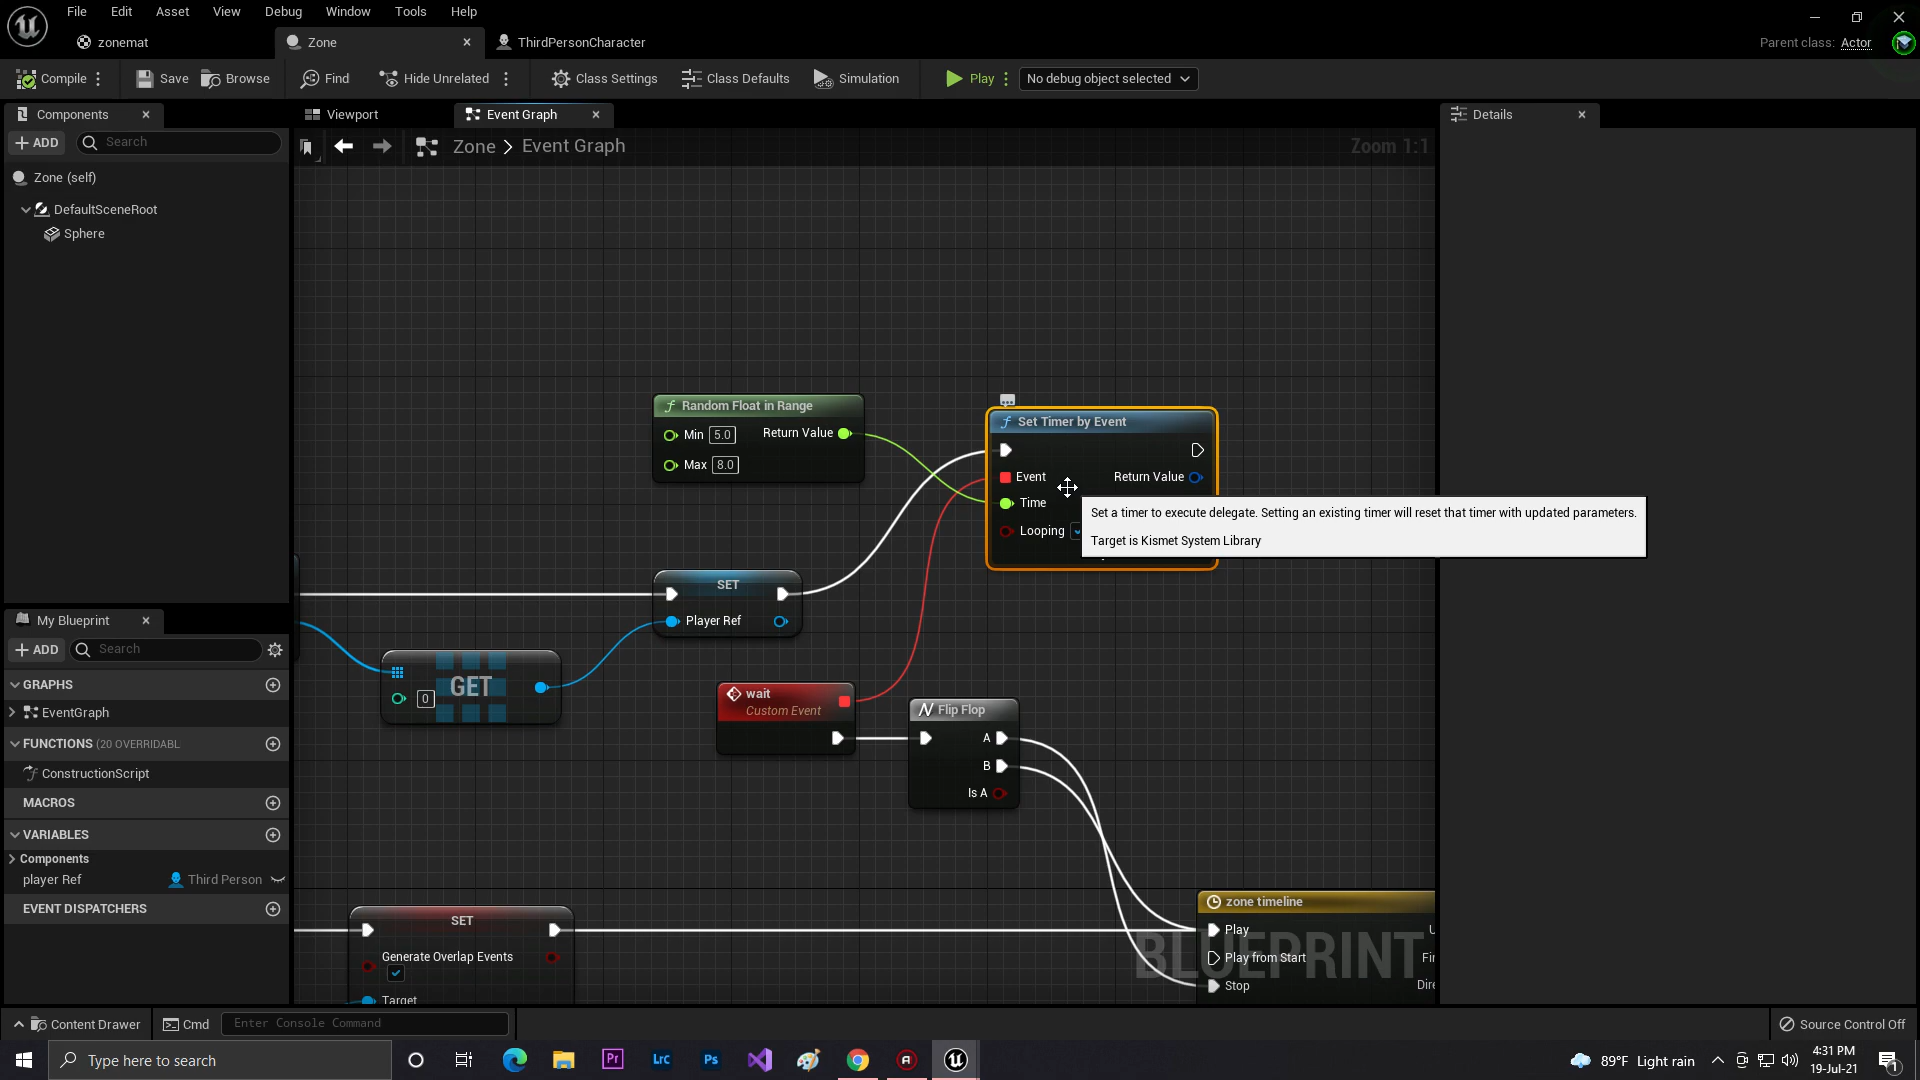 File Edit Asset View Debug Window Tools Help
zonemat
Zone
ThirdPersonCharacter
Parent class: Actor
Compile
Save
Browse
Find
Hide Unrelated
Class Settings
Class Defaults
Simulation
Play
No debug object selected
Components
Viewport
Event Graph
Details
ADD
Search
Zone > Event Graph
Zoom 1:1
Zone (self)
DefaultSceneRoot
Sphere
Random Float in Range
Min 5.0
Return Value
Max 8.0
Set Timer by Event
Event
Return Value
Time
Looping
Set a timer to execute delegate. Setting an existing timer will reset that timer with updated parameters.
Target is Kismet System Library
SET
Player Ref
GET
0
wait
Custom Event
Flip Flop
A
B
Is A
My Blueprint
ADD
Search
GRAPHS
EventGraph
FUNCTIONS (20 OVERRIDABL
ConstructionScript
MACROS
VARIABLES
Components
player Ref
Third Person
EVENT DISPATCHERS
SET
Generate Overlap Events
Target
zone timeline
Play
U
Play from Start
Fir
Stop
Dire
BLUEPRINT
Content Drawer
Cmd
Enter Console Command
Source Control Off
Type here to search
Pr
Lrc
Ps
89°F Light rain
4:31 PM
19-Jul-21
1